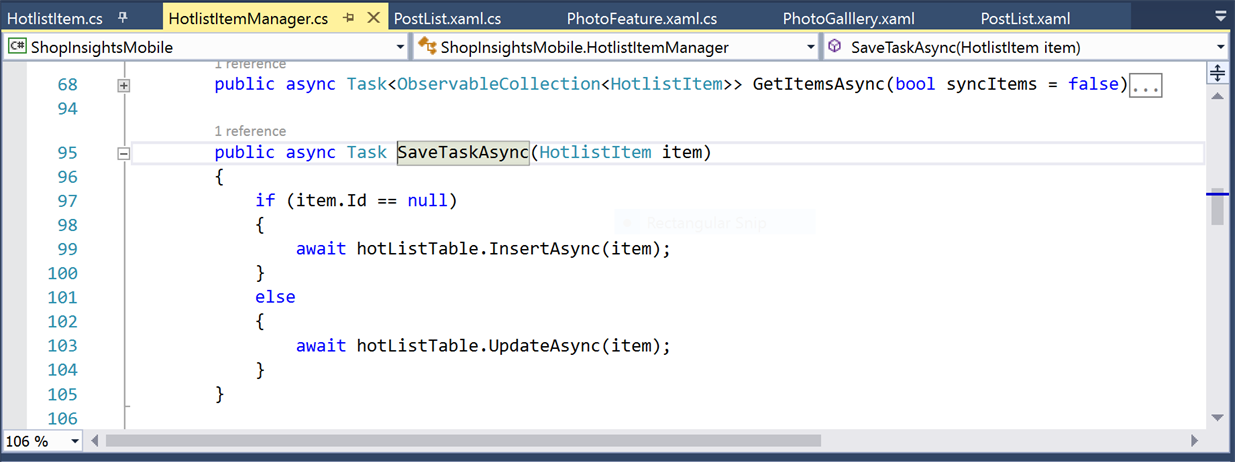 HotlistItem.cs HotlistItemManager.cs PostList.xaml.cs PhotoFeature.xaml.cs PhotoGalllery.xaml PostList.xaml
C# ShopInsightsMobile ShopInsightsMobile.HotlistItemManager SaveTaskAsync(HotlistItem item)
1 reference
68 public async Task<ObservableCollection<HotlistItem>> GetItemsAsync(bool syncItems = false)...
94
1 reference
95 public async Task SaveTaskAsync(HotlistItem item)
96 {
97 if (item.Id == null)
98 {
Rectangular Snip
99 await hotListTable.InsertAsync(item);
100 }
101 else
102 {
103 await hotListTable.UpdateAsync(item);
104 }
105 }
106
106 %